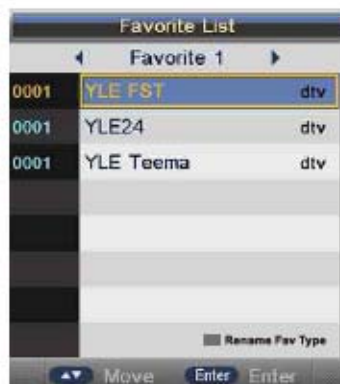 Favorite List
Favorite 1
0001 YLE FST dtv
0001 YLE24 dtv
0001 YLE Teema dtv
Rename Fav Type
Move Enter Enter